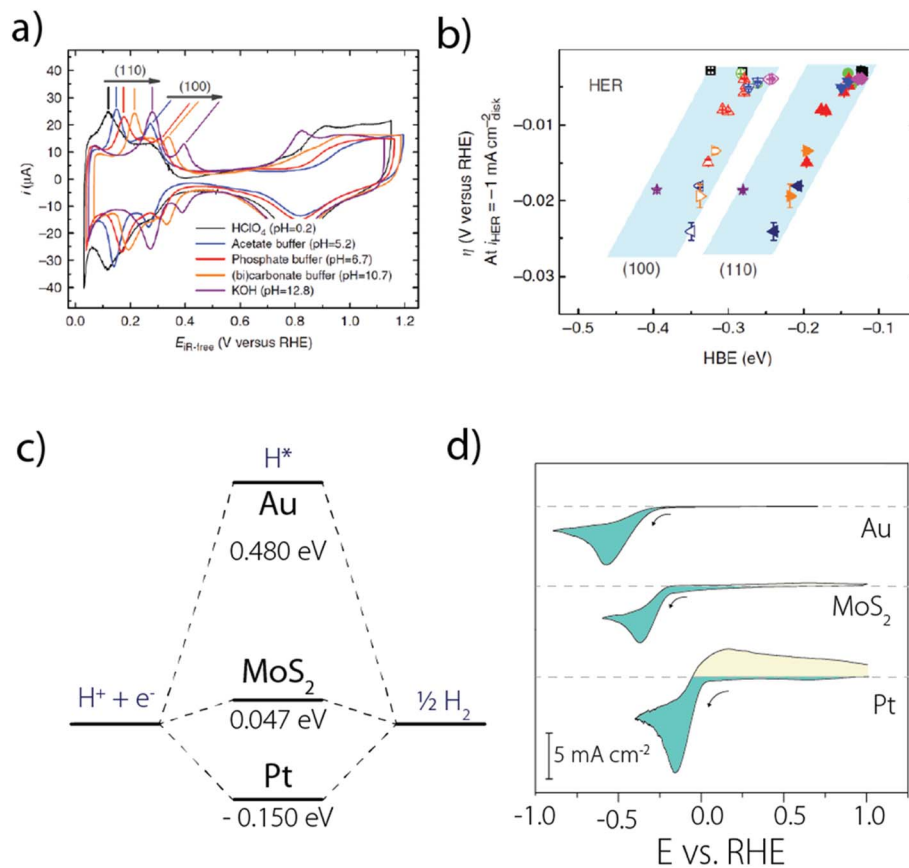 a)
40
30
20
10
0
−10
−20
−30
−40
i (μA)
(110)
(100)
HClO₄ (pH=0.2)
Acetate buffer (pH=5.2)
Phosphate buffer (pH=6.7)
(bi)carbonate buffer (pH=10.7)
KOH (pH=12.8)
0.0 0.2 0.4 0.6 0.8 1.0 1.2
E iR-free (V versus RHE)
b)
HER
0.00
−0.01
−0.02
−0.03
η (V versus RHE)
At i HER = −1 mA cm⁻² disk
(100)
(110)
−0.5 −0.4 −0.3 −0.2 −0.1
HBE (eV)
c)
H*
Au
0.480 eV
MoS₂
H⁺ + e⁻
0.047 eV
½ H₂
Pt
- 0.150 eV
d)
Au
MoS₂
Pt
5 mA cm⁻²
-1.0 -0.5 0.0 0.5 1.0
E vs. RHE